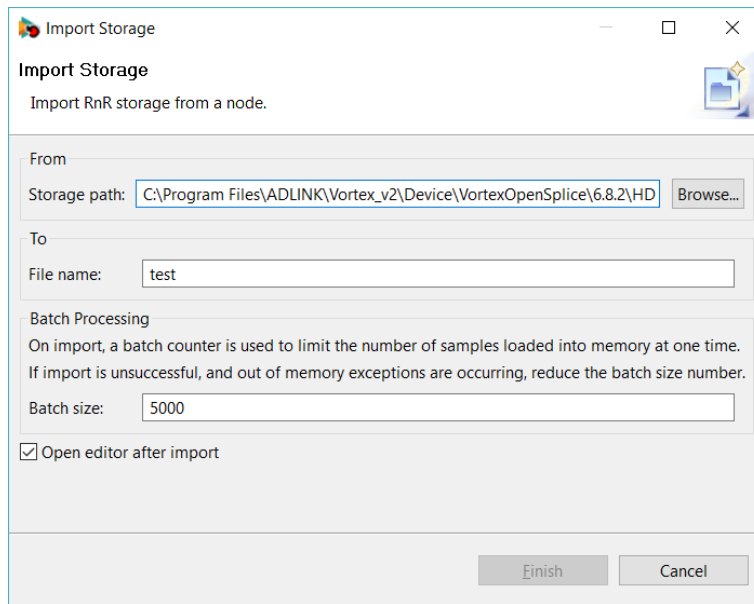 Import Storage
Import Storage
Import RnR storage from a node.
From
Storage path: C:\Program Files\ADLINK\Vortex_v2\Device\VortexOpenSplice\6.8.2\HD Browse...
To
File name: test
Batch Processing
On import, a batch counter is used to limit the number of samples loaded into memory at one time.
If import is unsuccessful, and out of memory exceptions are occurring, reduce the batch size number.
Batch size: 5000
Open editor after import
Finish Cancel